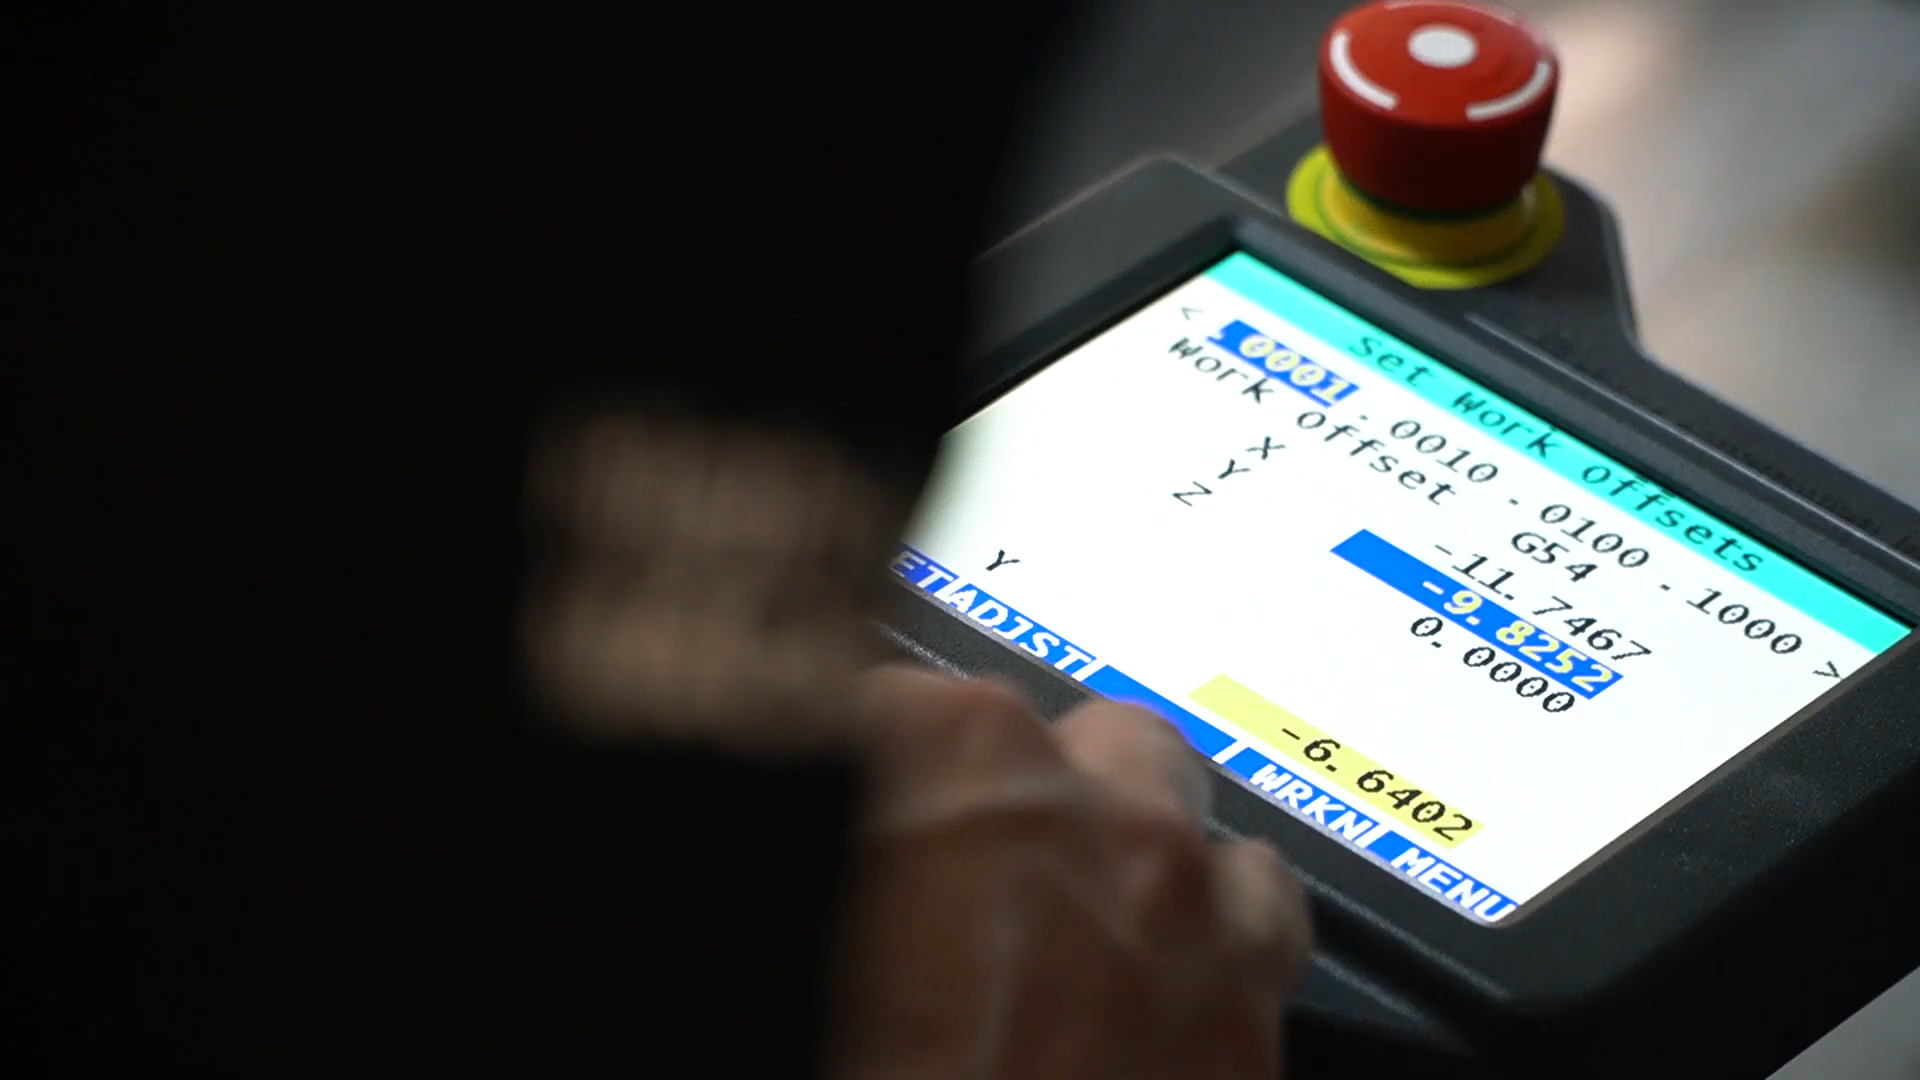 Set Work Offsets
< .0001 .0010 .0100 .1000 >
Work Offset G54
X -11.7467
Y -9.8252
Z 0.0000
Y -6.6402
ET ADJST WRKN MENU